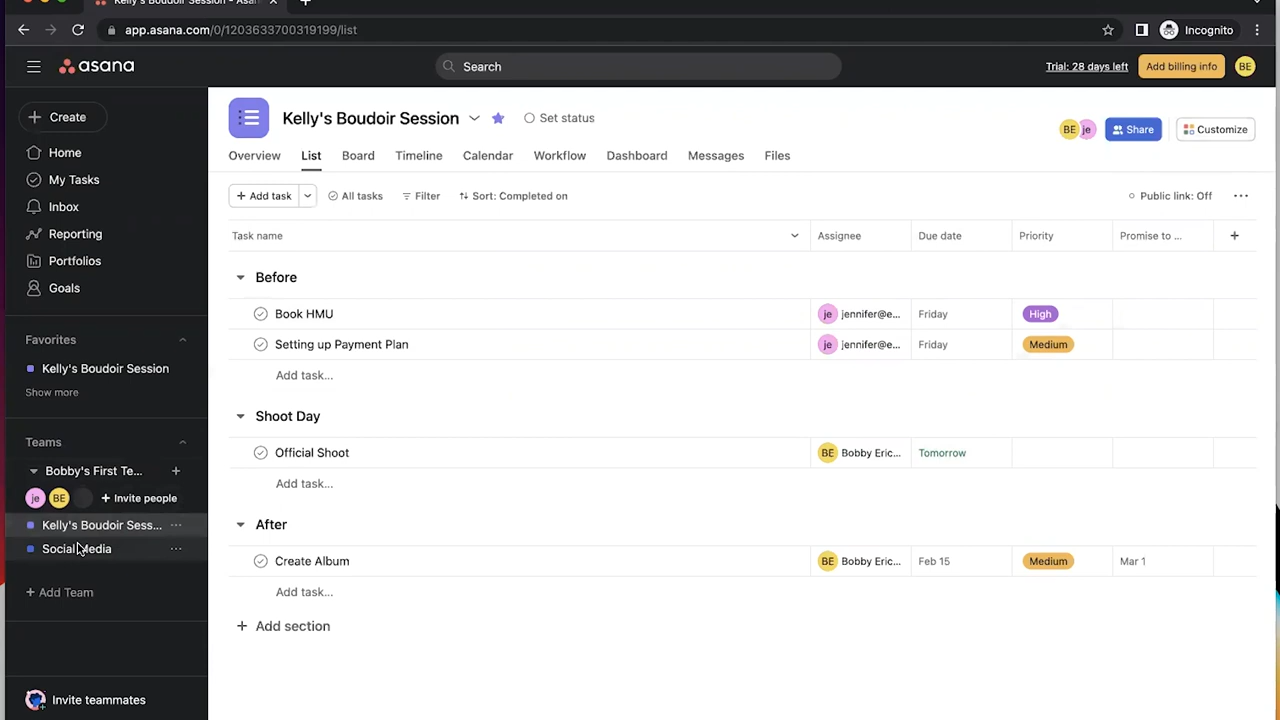 Kelly's Boudoir Session - Asan
app.asana.com/0/1203633700319199/list
Incognito
asana
Search
Trial: 28 days left
Add billing info
BE
Create
Home
My Tasks
Inbox
Reporting
Portfolios
Goals
Favorites
Kelly's Boudoir Session
Show more
Teams
Bobby's First Te...
je BE Invite people
Kelly's Boudoir Sess...
Social Media
Add Team
Invite teammates
Kelly's Boudoir Session
Set status
BE je
Share
Customize
Overview List Board Timeline Calendar Workflow Dashboard Messages Files
+ Add task All tasks Filter Sort: Completed on Public link: Off
Task name Assignee Due date Priority Promise to ...
Before
Book HMU je jennifer@e... Friday High
Setting up Payment Plan je jennifer@e... Friday Medium
Add task...
Shoot Day
Official Shoot BE Bobby Eric... Tomorrow
Add task...
After
Create Album BE Bobby Eric... Feb 15 Medium Mar 1
Add task...
+ Add section